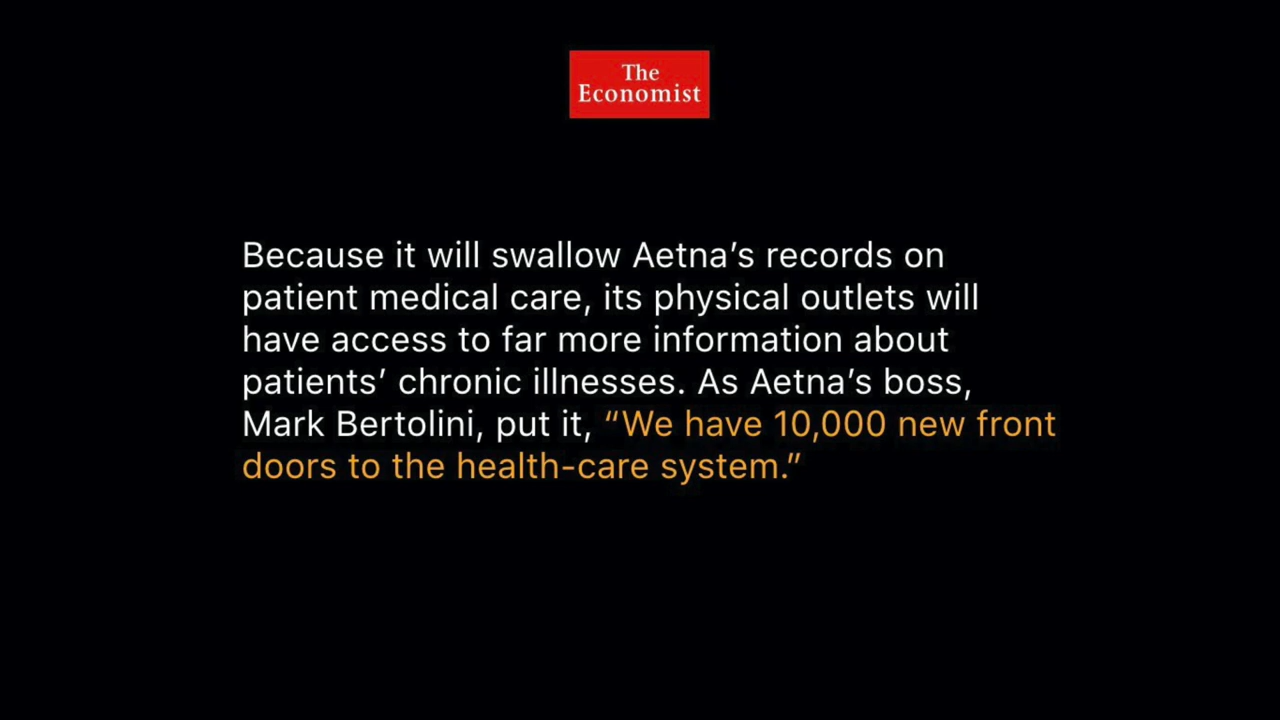 The
Economist
Because it will swallow Aetna’s records on
patient medical care, its physical outlets will
have access to far more information about
patients’ chronic illnesses. As Aetna’s boss,
Mark Bertolini, put it, “We have 10,000 new front
doors to the health-care system.”